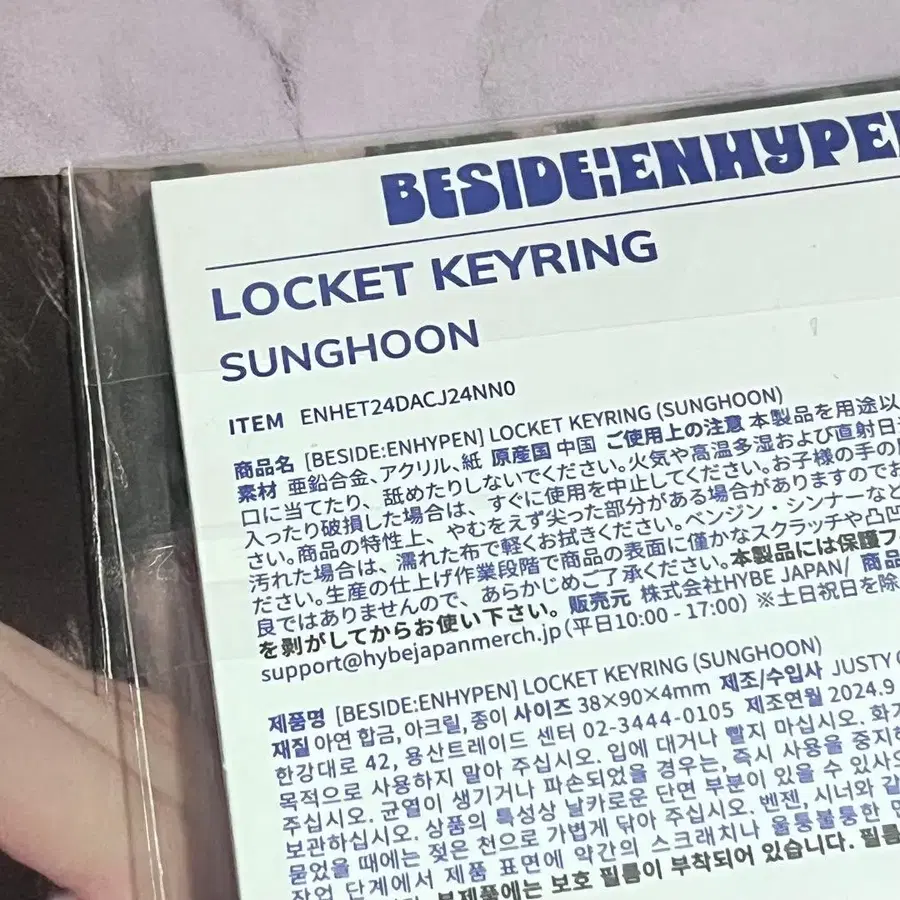 BESIDE:ENHYPEN
LOCKET KEYRING
SUNGHOON
ITEM ENHET24DACJ24NN0
商品名 [BESIDE:ENHYPEN] LOCKET KEYRING (SUNGHOON)
素材 亜鉛合金、アクリル、紙 原産国 中国 ご使用上の注意 本製品を用途以
口に当てたり、舐めたりしないでください。火気や高温多湿および直射日
入ったり破損した場合は、すぐに使用を中止してください。お子様の手の
さい。商品の特性上、やむをえず尖った部分がある場合がありますのでお
汚れた場合は、濡れた布で軽くお拭きください。ベンジン・シンナーなど
ださい。生産の仕上げ作業段階で商品の表面に僅かなスクラッチや凸凹
良ではありませんので、あらかじめご了承ください。本製品には保護フ
を剥がしてからお使い下さい。 販売元 株式会社HYBE JAPAN/ 商品
support@hybejapanmerch.jp (平日10:00 - 17:00) ※土日祝日を除
제품명 [BESIDE:ENHYPEN] LOCKET KEYRING (SUNGHOON)
재질 아연 합금, 아크릴, 종이 사이즈 38×90×4mm 제조/수입사 JUSTY
한강대로 42, 용산트레이드 센터 02-3444-0105 제조연월 2024.9
목적으로 사용하지 말아 주십시오. 입에 대거나 빨지 마십시오. 화기
주십시오. 균열이 생기거나 파손되었을 경우는, 즉시 사용을 중지
보관하십시오. 상품의 특성상 날카로운 단면 부분이 있을 수 있사오
묻었을 때에는 젖은 천으로 가볍게 닦아 주십시오. 벤젠, 시너와 같
작업 단계에서 제품 표면에 약간의 스크래치나 울퉁불퉁한
본제품에는 보호 필름이 부착되어 있습니다. 필름